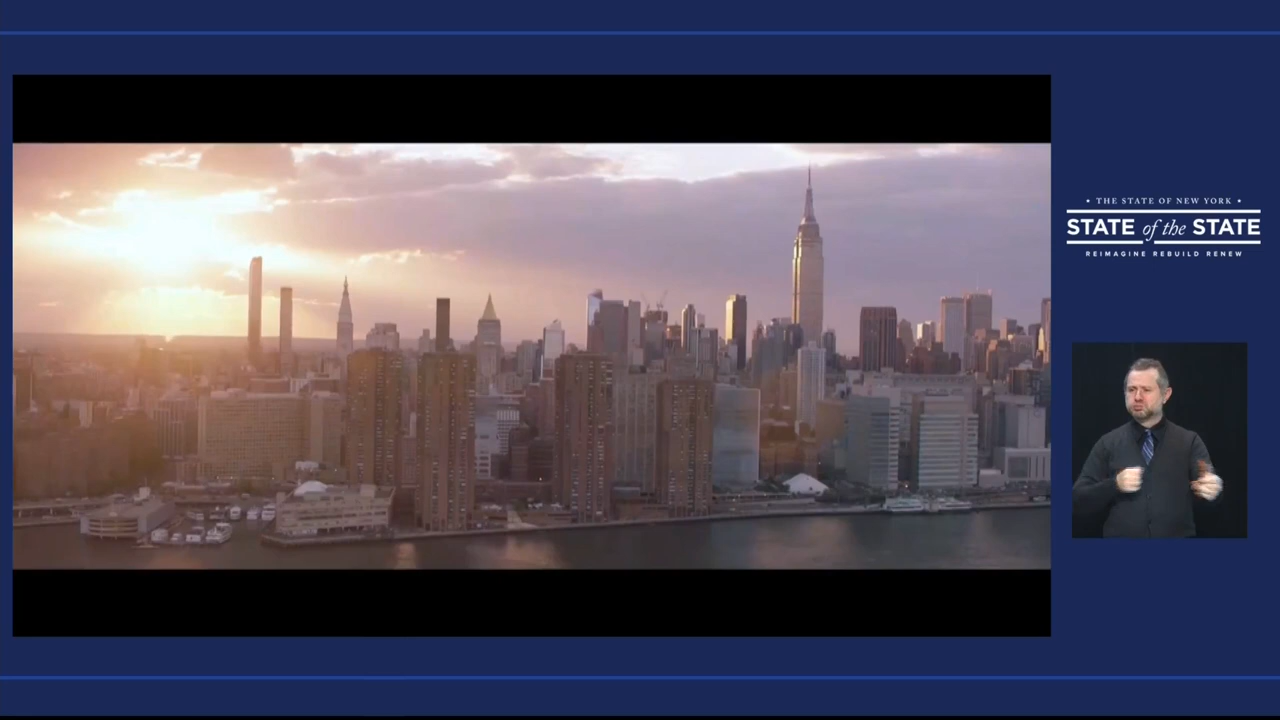 • THE STATE OF NEW YORK •
STATE of the STATE
REIMAGINE REBUILD RENEW